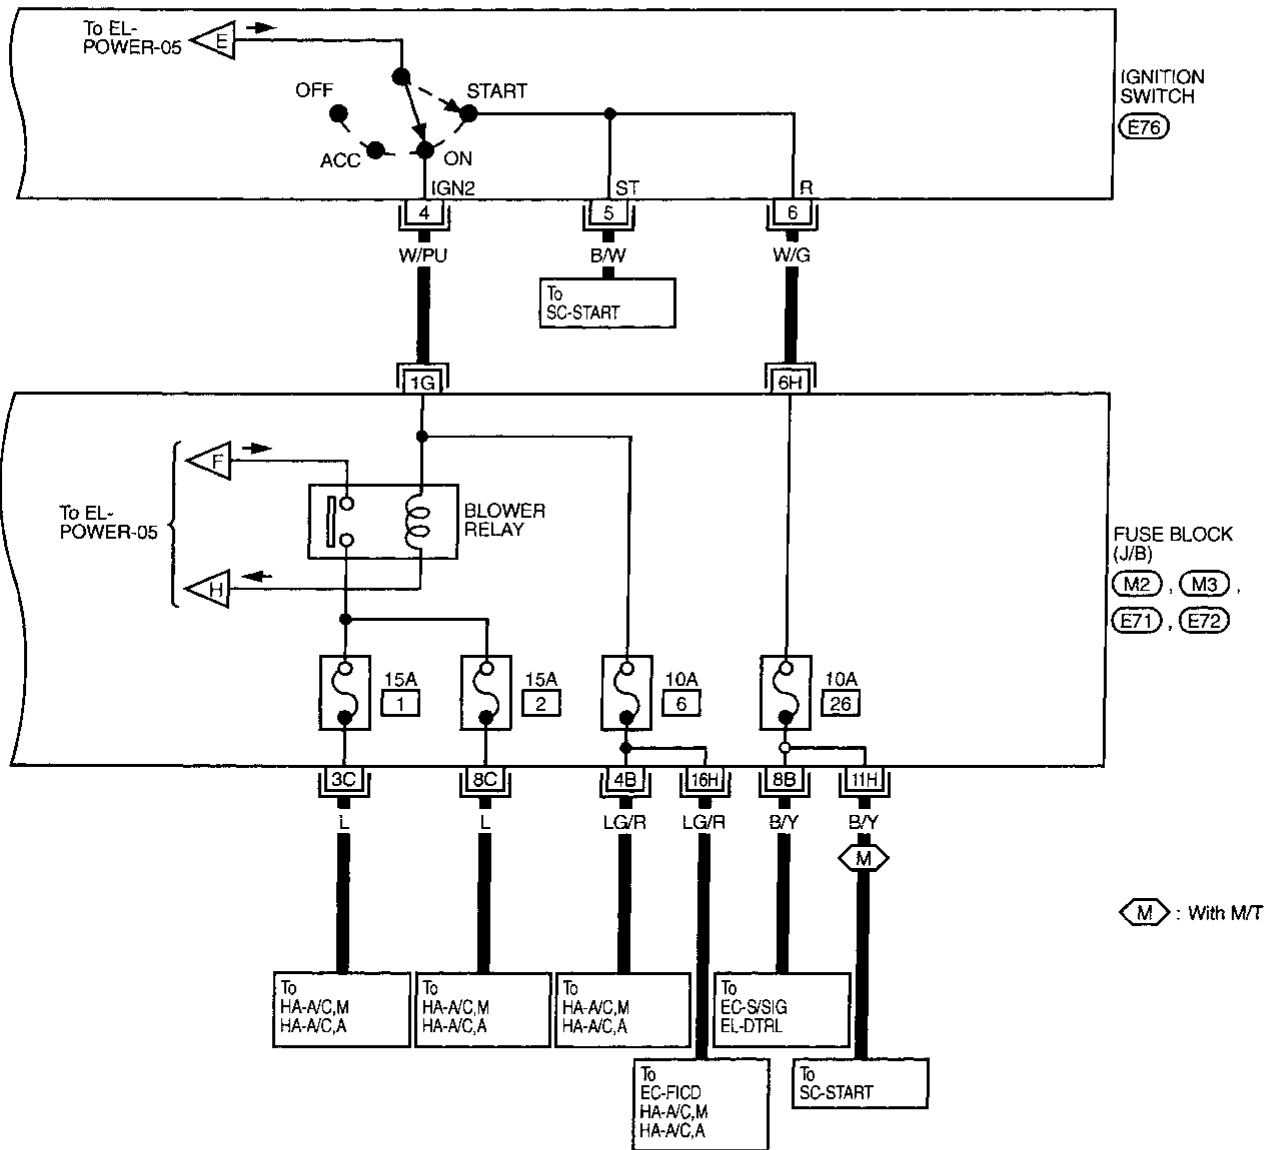 To EL-
POWER-05
E
OFF
START
ACC
ON
IGN2
ST
R
IGNITION
SWITCH
E76
4
5
6
W/PU
B/W
W/G
To
SC-START
1G
6H
F
To EL-
POWER-05
BLOWER
RELAY
H
FUSE BLOCK
(J/B)
M2 , M3 ,
E71 , E72
15A
1
15A
2
10A
6
10A
26
3C
8C
4B
16H
8B
11H
L
L
LG/R
LG/R
B/Y
B/Y
M
M : With M/T
To
HA-A/C,M
HA-A/C,A
To
HA-A/C,M
HA-A/C,A
To
HA-A/C,M
HA-A/C,A
To
EC-S/SIG
EL-DTRL
To
EC-FICD
HA-A/C,M
HA-A/C,A
To
SC-START